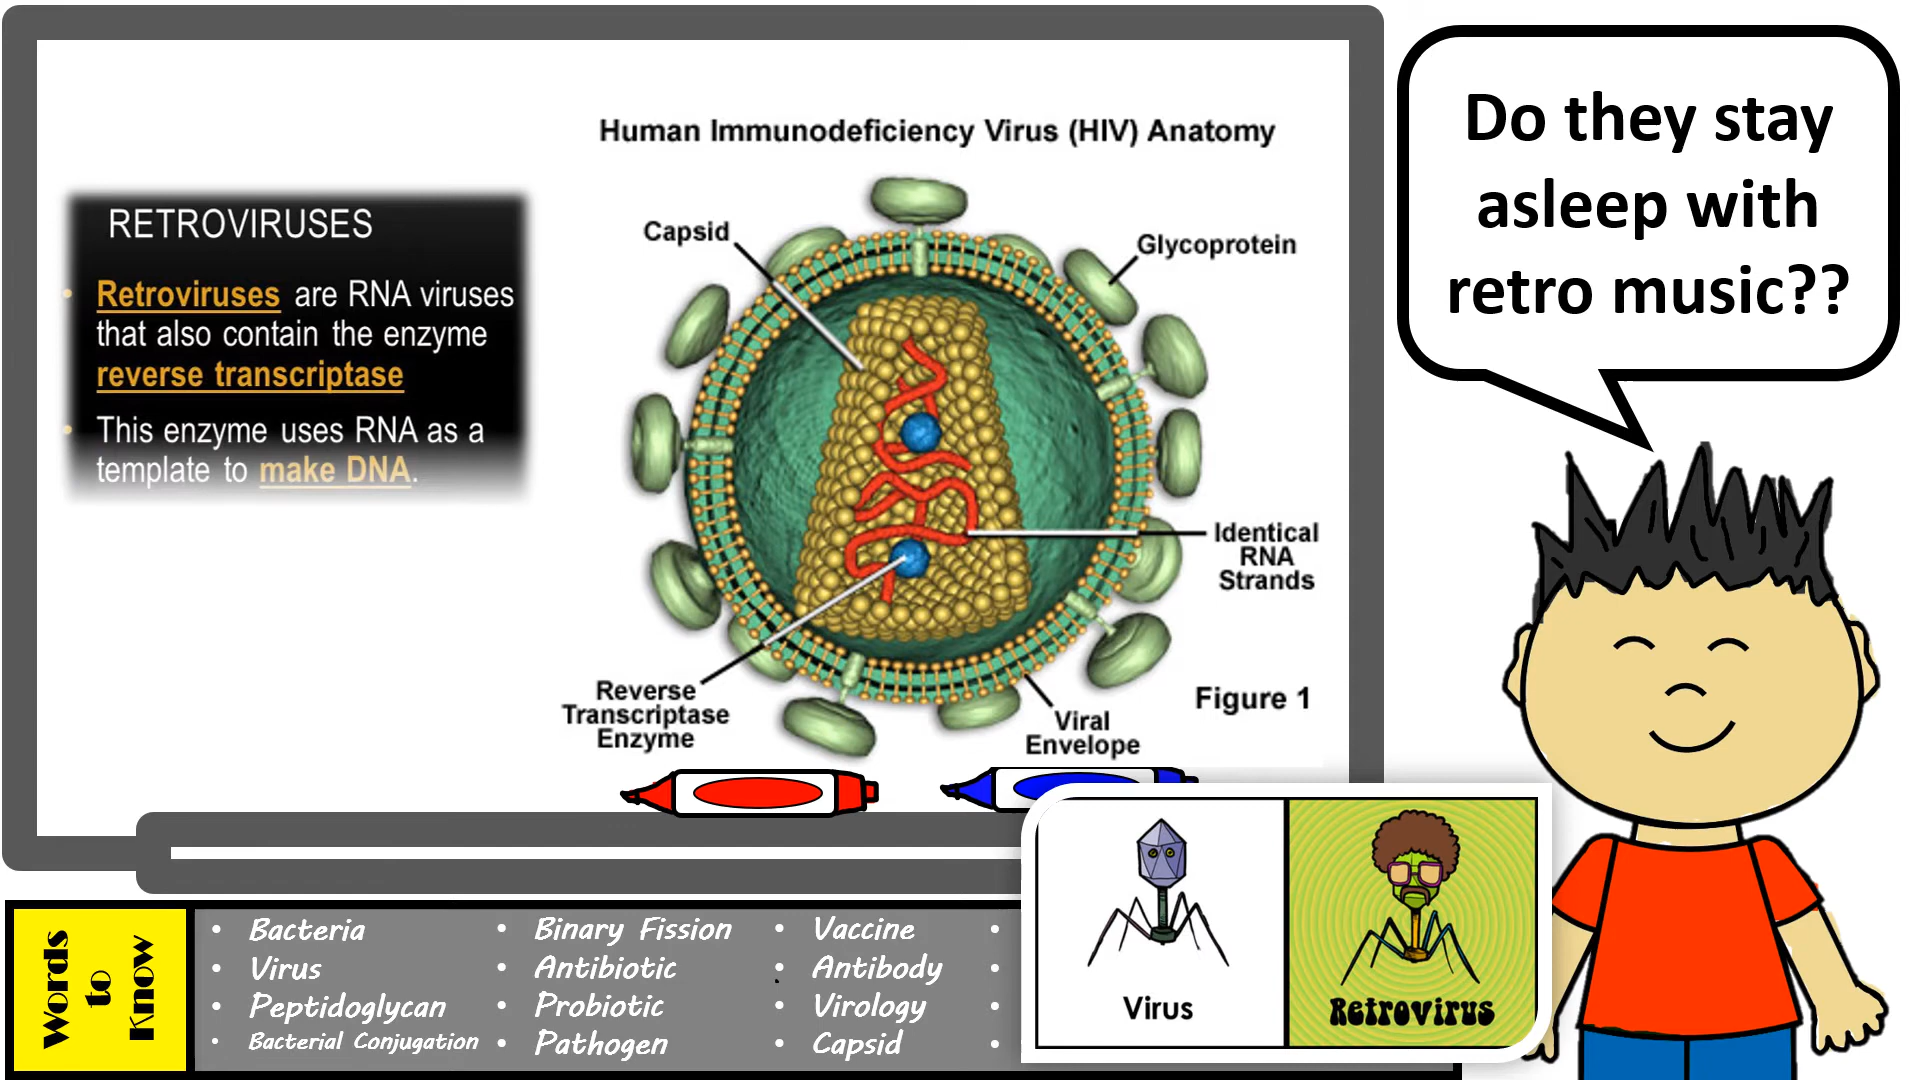 Human Immunodeficiency Virus (HIV) Anatomy
RETROVIRUSES
• Retroviruses are RNA viruses
that also contain the enzyme
reverse transcriptase
• This enzyme uses RNA as a
template to make DNA.
Capsid
Glycoprotein
Identical
RNA
Strands
Reverse
Transcriptase
Enzyme
Viral
Envelope
Figure 1
Do they stay
asleep with
retro music??
Words
to
Know
• Bacteria
• Virus
• Peptidoglycan
• Bacterial Conjugation
• Binary Fission
• Antibiotic
• Probiotic
• Pathogen
• Vaccine
• Antibody
• Virology
• Capsid
Virus
Retrovirus